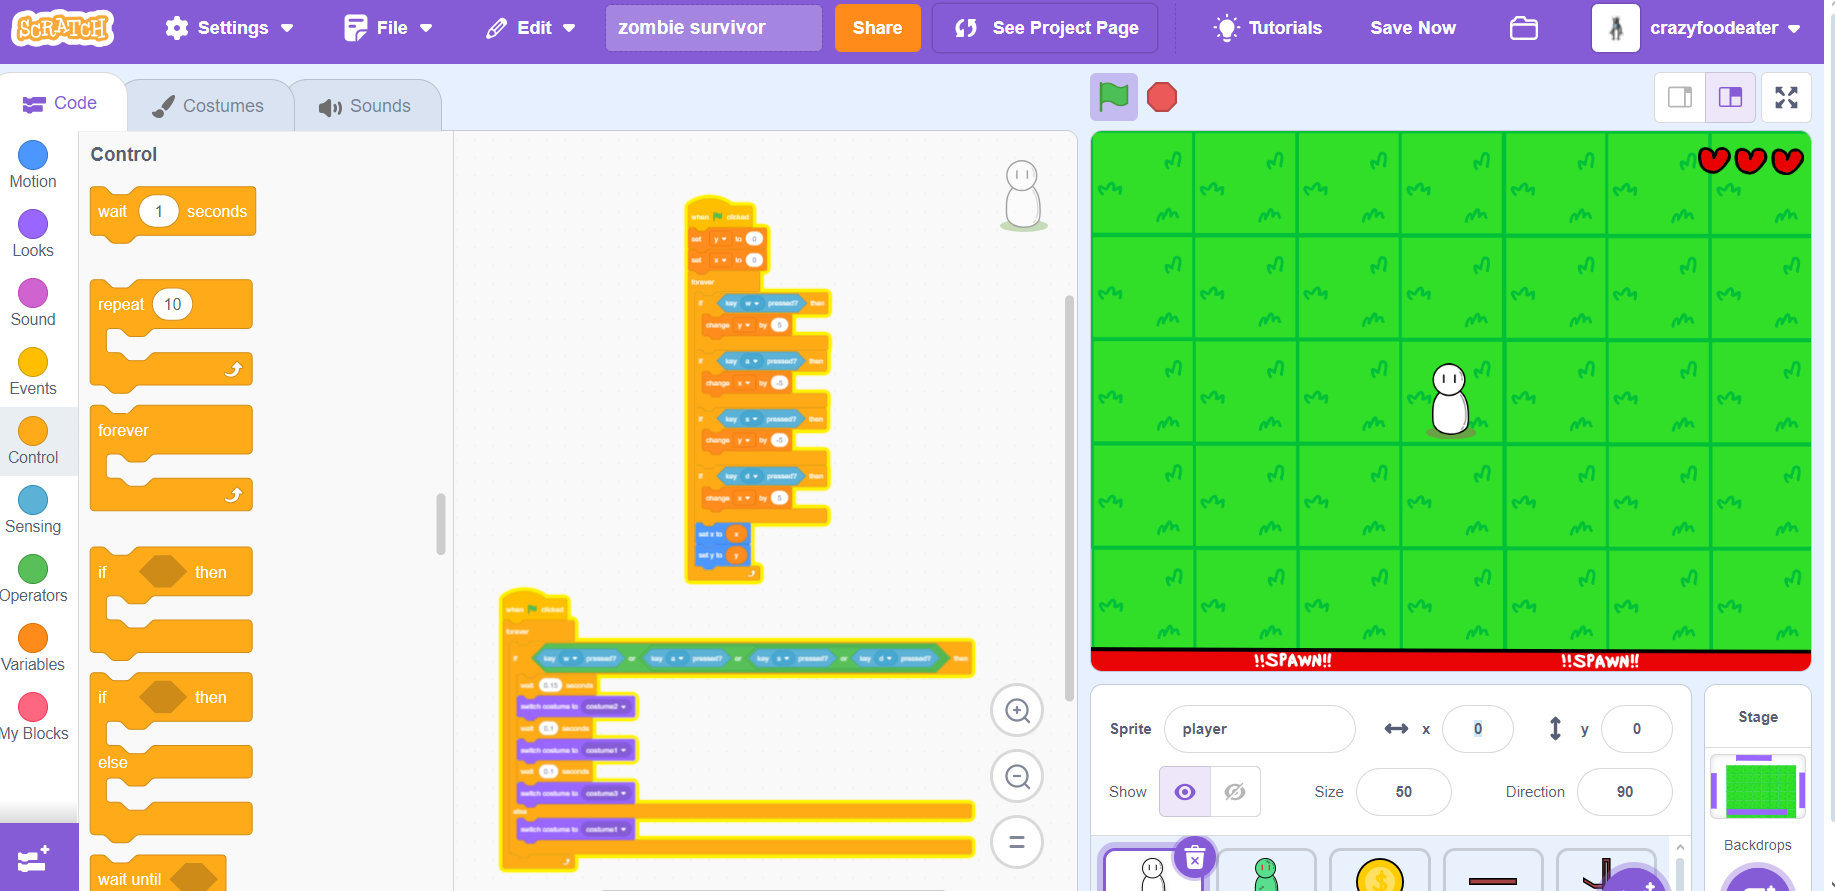 SCRATCH
Settings
File
Edit
zombie survivor
Share
See Project Page
Tutorials
Save Now
crazyfoodeater
Code
Costumes
Sounds
Motion
Looks
Sound
Events
Control
Sensing
Operators
Variables
My Blocks
Control
wait 1 seconds
repeat 10
forever
if then
if then
else
wait until
when clicked
set y to 0
set x to 0
forever
if key w pressed? then
change y by 5
if key a pressed? then
change x by -5
if key s pressed? then
change y by -5
if key d pressed? then
change x by 5
set x to x
set y to y
when clicked
forever
if key w pressed? or key a pressed? or key s pressed? or key d pressed? then
wait 0.15 seconds
switch costume to costume2
wait 0.1 seconds
switch costume to costume1
wait 0.1 seconds
switch costume to costume3
else
switch costume to costume1
!!SPAWN!! !!SPAWN!!
Sprite player x 0 y 0
Show Size 50 Direction 90
Stage
Backdrops